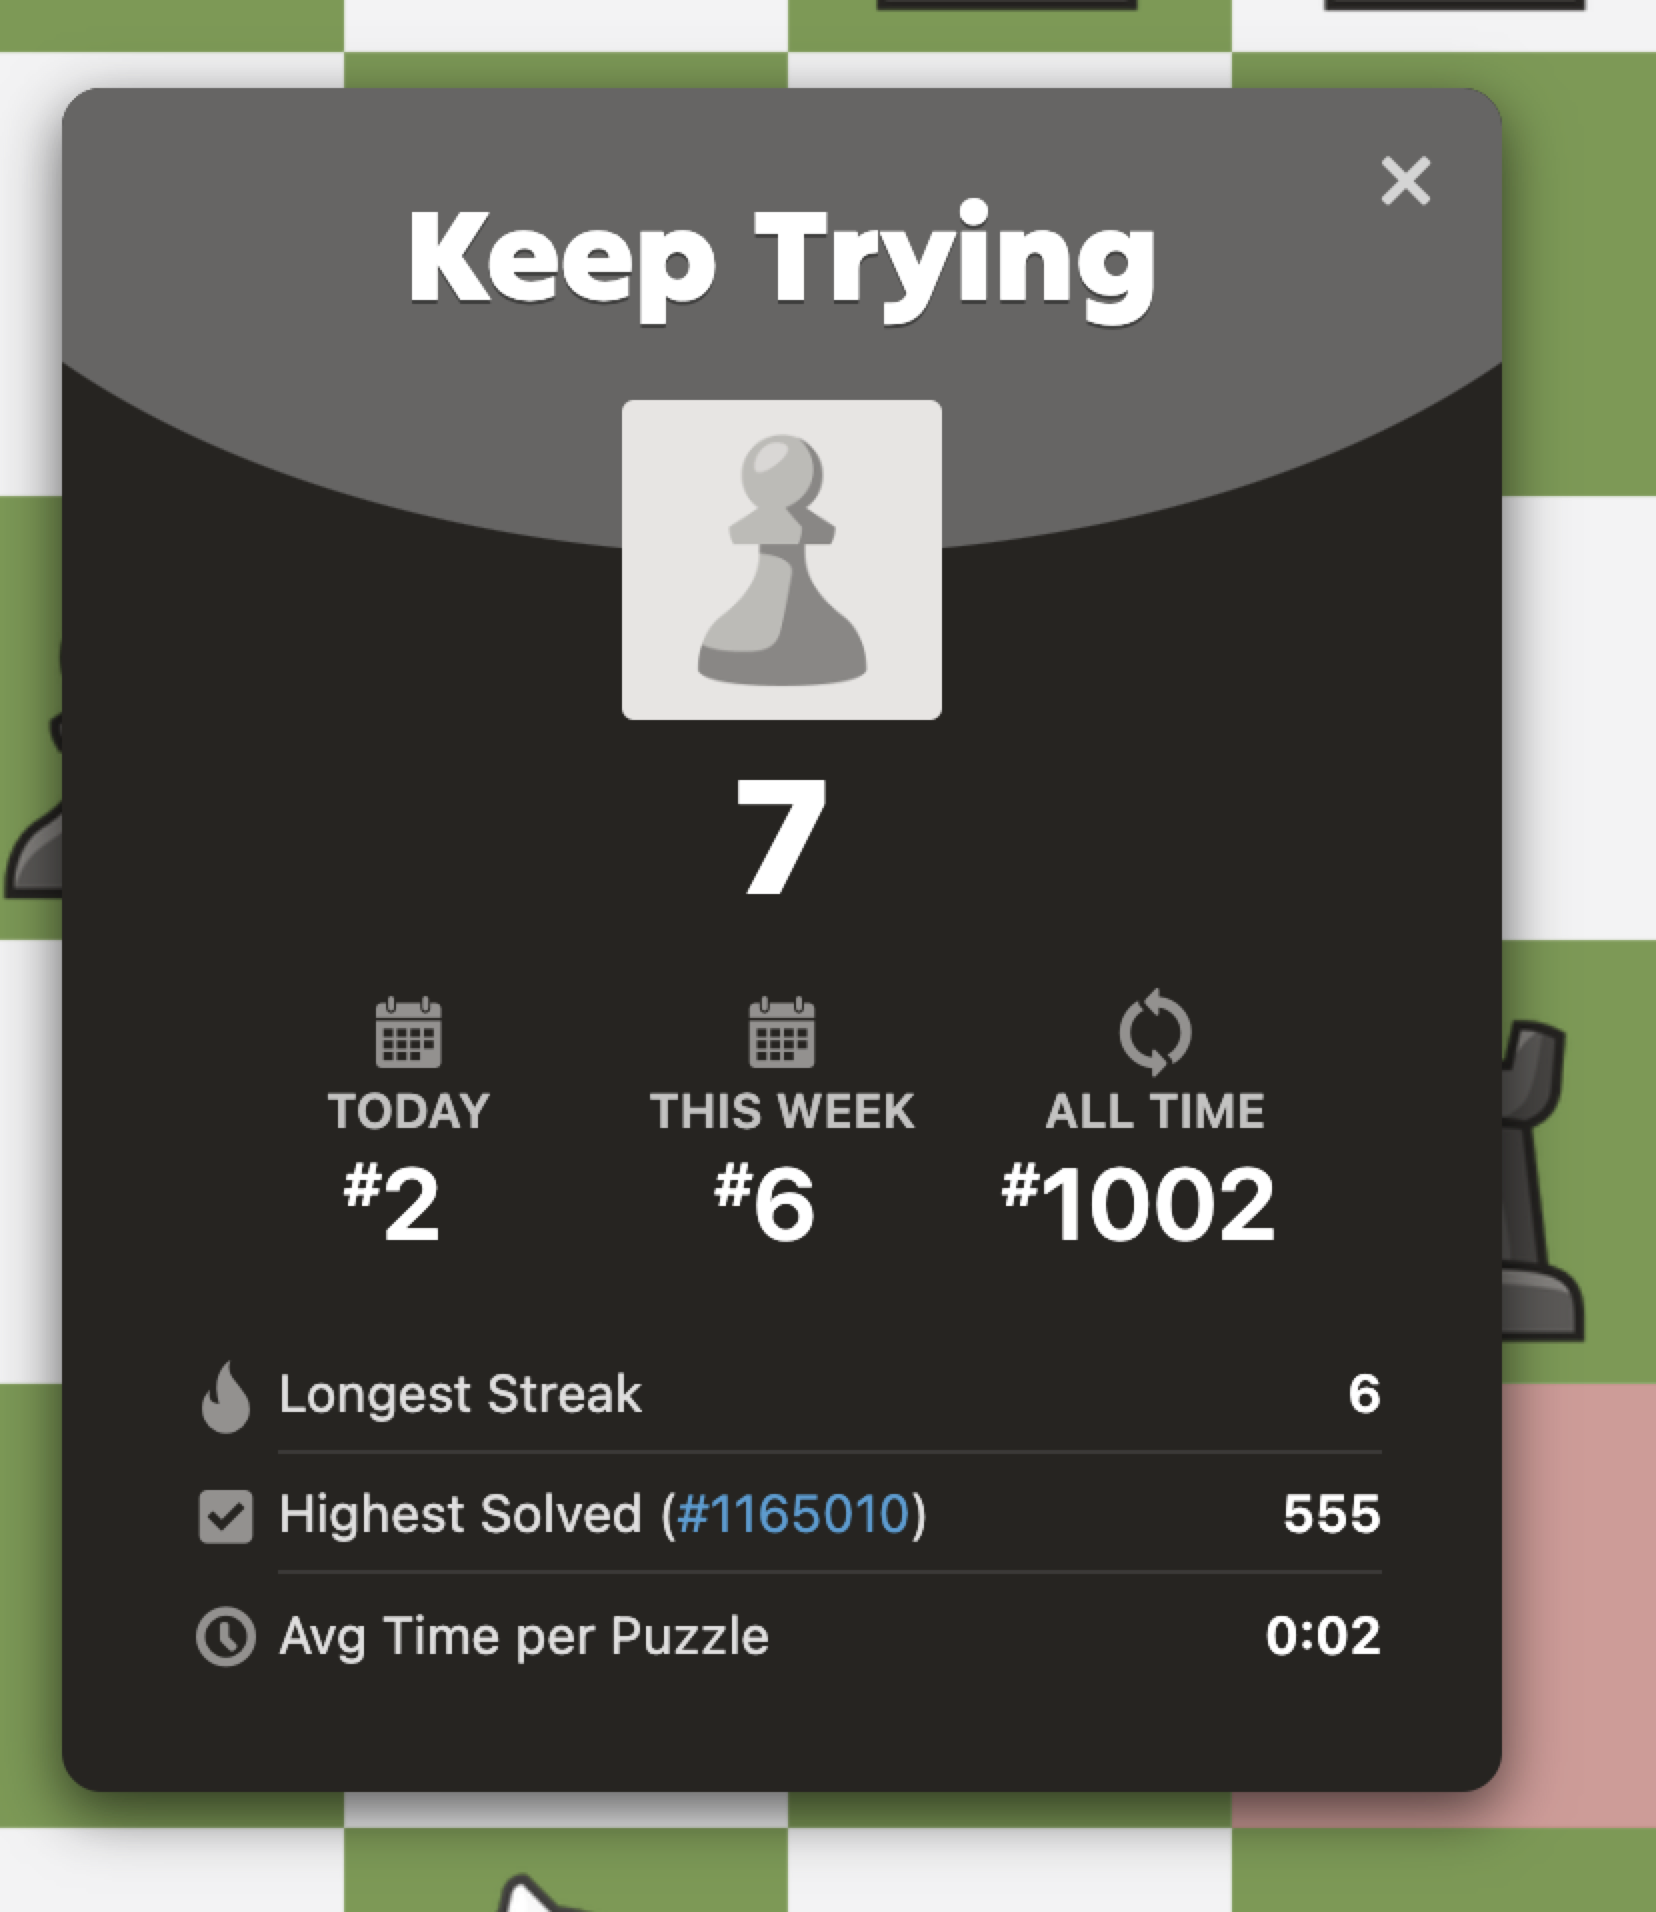 Keep Trying
7
TODAY
#2
THIS WEEK
#6
ALL TIME
#1002
Longest Streak 6
Highest Solved (#1165010) 555
Avg Time per Puzzle 0:02